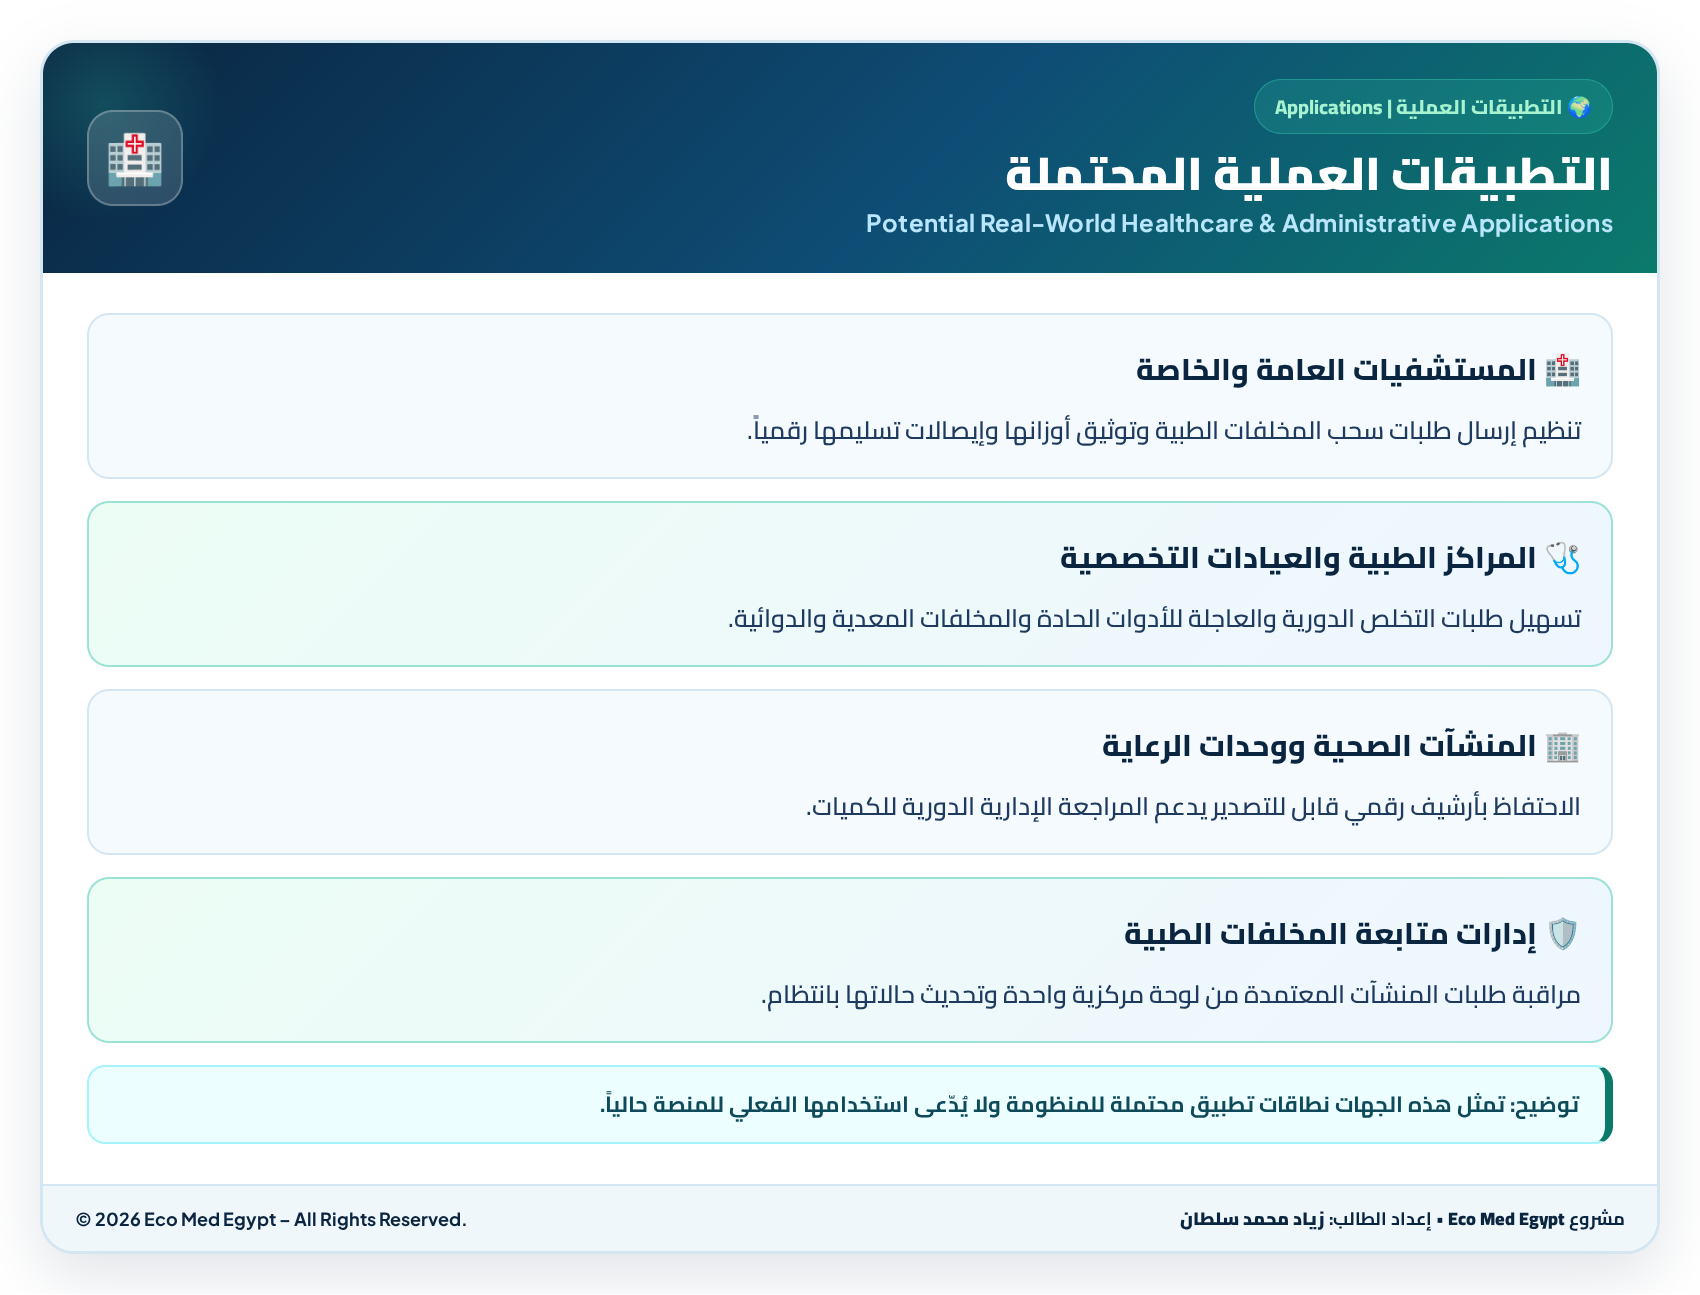 🌍 التطبيقات العملية | Applications
التطبيقات العملية المحتملة
Potential Real-World Healthcare & Administrative Applications
🏥 المستشفيات العامة والخاصة
تنظيم إرسال طلبات سحب المخلفات الطبية وتوثيق أوزانها وإيصالات تسليمها رقمياً.
🩺 المراكز الطبية والعيادات التخصصية
تسهيل طلبات التخلص الدورية والعاجلة للأدوات الحادة والمخلفات المعدية والدوائية.
🏢 المنشآت الصحية ووحدات الرعاية
الاحتفاظ بأرشيف رقمي قابل للتصدير يدعم المراجعة الإدارية الدورية للكميات.
🛡️ إدارات متابعة المخلفات الطبية
مراقبة طلبات المنشآت المعتمدة من لوحة مركزية واحدة وتحديث حالاتها بانتظام.
توضيح: تمثل هذه الجهات نطاقات تطبيق محتملة للمنظومة ولا يُدّعى استخدامها الفعلي للمنصة حالياً.
مشروع Eco Med Egypt • إعداد الطالب: زياد محمد سلطان
© 2026 Eco Med Egypt – All Rights Reserved.